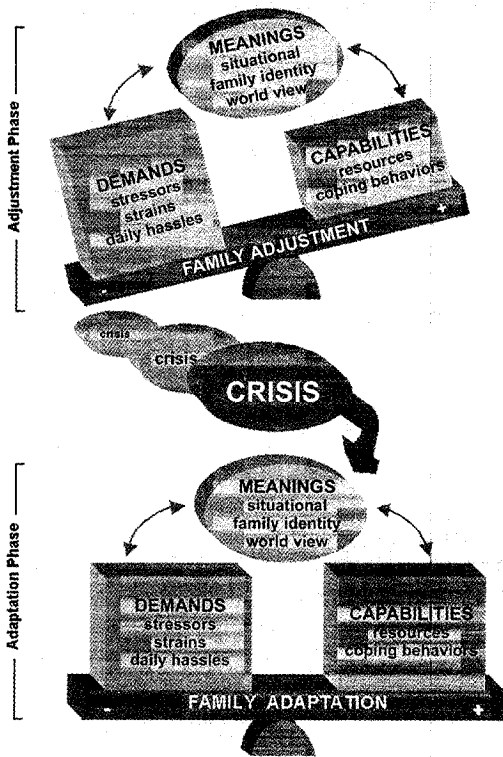 Adjustment Phase
MEANINGS
situational
family identity
world view
DEMANDS
stressors
strains
daily hassles
CAPABILITIES
resources
coping behaviors
- +
FAMILY ADJUSTMENT
crisis
crisis
CRISIS
Adaptation Phase
MEANINGS
situational
family identity
world view
DEMANDS
stressors
strains
daily hassles
CAPABILITIES
resources
coping behaviors
- FAMILY ADAPTATION +